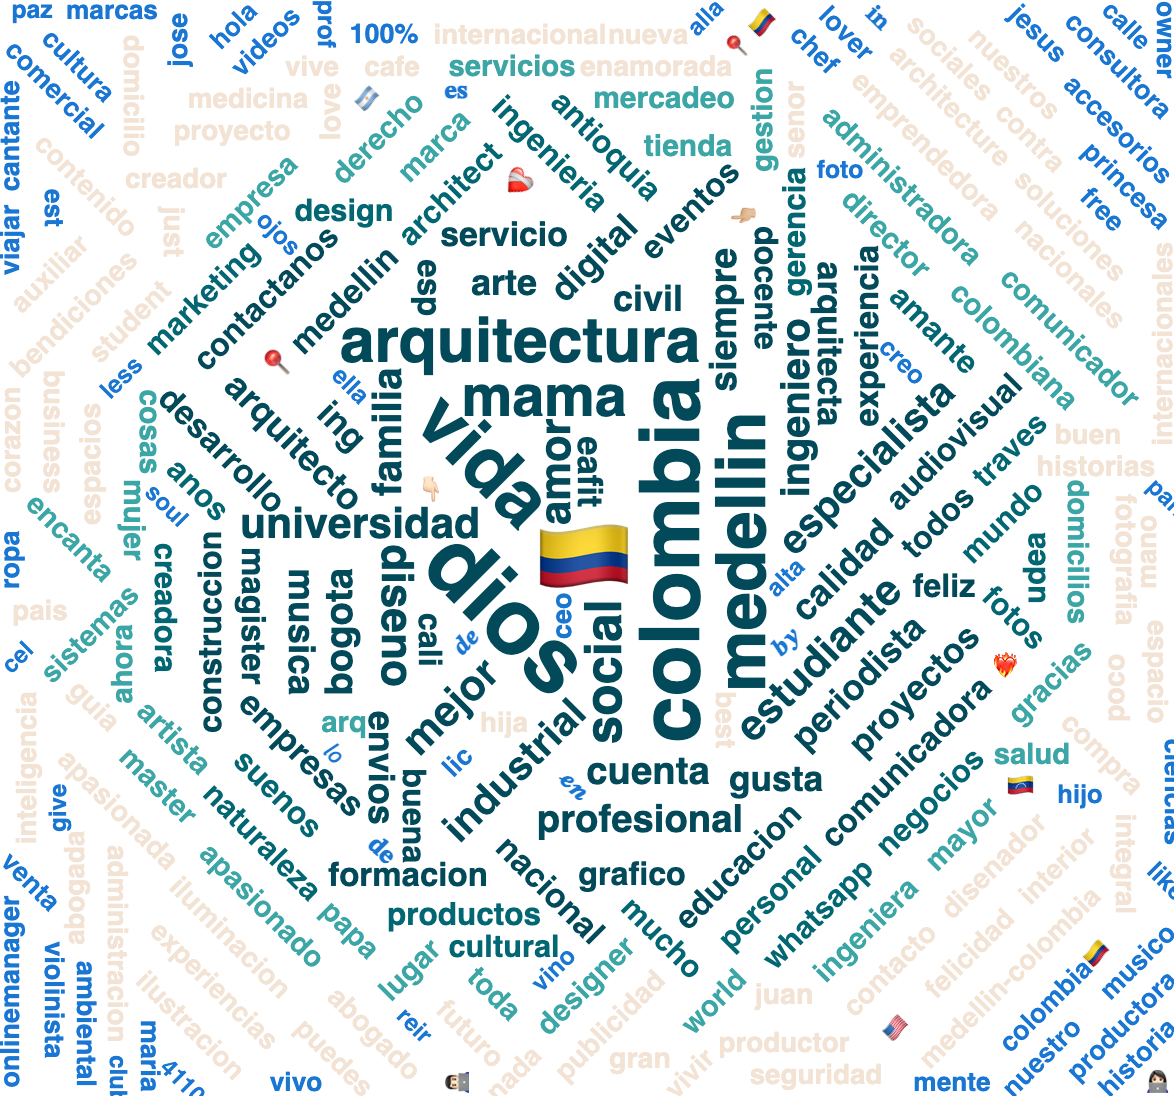 paz marcas
hola
videos
jose
prof
100%
internacional
nueva
alla
lover
in
chef
jesus
calle
consultora
owner
cultura
comercial
domicilio
vive
cafe
servicios
enamorada
sociales
nuestros
architecture
contra
accesorios
medicina
love
derecho
es
mercadeo
gestion
senor
emprendedora
princesa
proyecto
marca
ingenieria
antioquia
tienda
administradora
foto
free
soluciones
nacionales
cantante
viajar
contenido
creador
empresa
architect
eventos
gerencia
director
est
just
ojos
design
servicio
digital
docente
auxiliar
bendiciones
student
marketing
contactanos
medellin
esp
arte
civil
siempre
arquitecta
experiencia
amante
colombiana
comunicador
internacionales
less
arquitectura
ingeniero
creo
corazon
business
espacios
cosas
desarrollo
arquitecto
ing
ella
familia
mama
vida
amor
eafit
colombia
medellin
especialista
audiovisual
traves
buen
historias
encanta
mujer
soul
anos
universidad
todos
mundo
domicilios
fotografia
mano
ropa
creadora
construccion
magister
musica
bogota
diseno
dios
ceo
social
alta
calidad
feliz
udea
pais
cel
sistemas
ahora
cali
de
by
estudiante
fotos
periodista
proyectos
gracias
espacio
ocod
guia
artista
empresas
arq
lo
envios
mejor
hija
lic
industrial
best
comunicadora
compra
inteligencia
apasionada
master
suenos
buena
en
cuenta
gusta
negocios
salud
hijo
ciencias
give
naturaleza
de
profesional
educacion
mayor
venta
abogada
administracion
iluminacion
apasionado
papa
formacion
nacional
grafico
personal
whatsapp
ingeniera
disenador
interior
integral
like
onlinemanager
violinista
experiencias
productos
cultural
mucho
felicidad
medellin-colombia
musico
ambiental
ilustracion
lugar
toda
vino
designer
world
juan
contacto
colombia
productora
maria
abogado
reir
futuro
publicidad
productor
nuestro
historia
club
4110
puedes
vivo
nada
gran
vivir
seguridad
mente